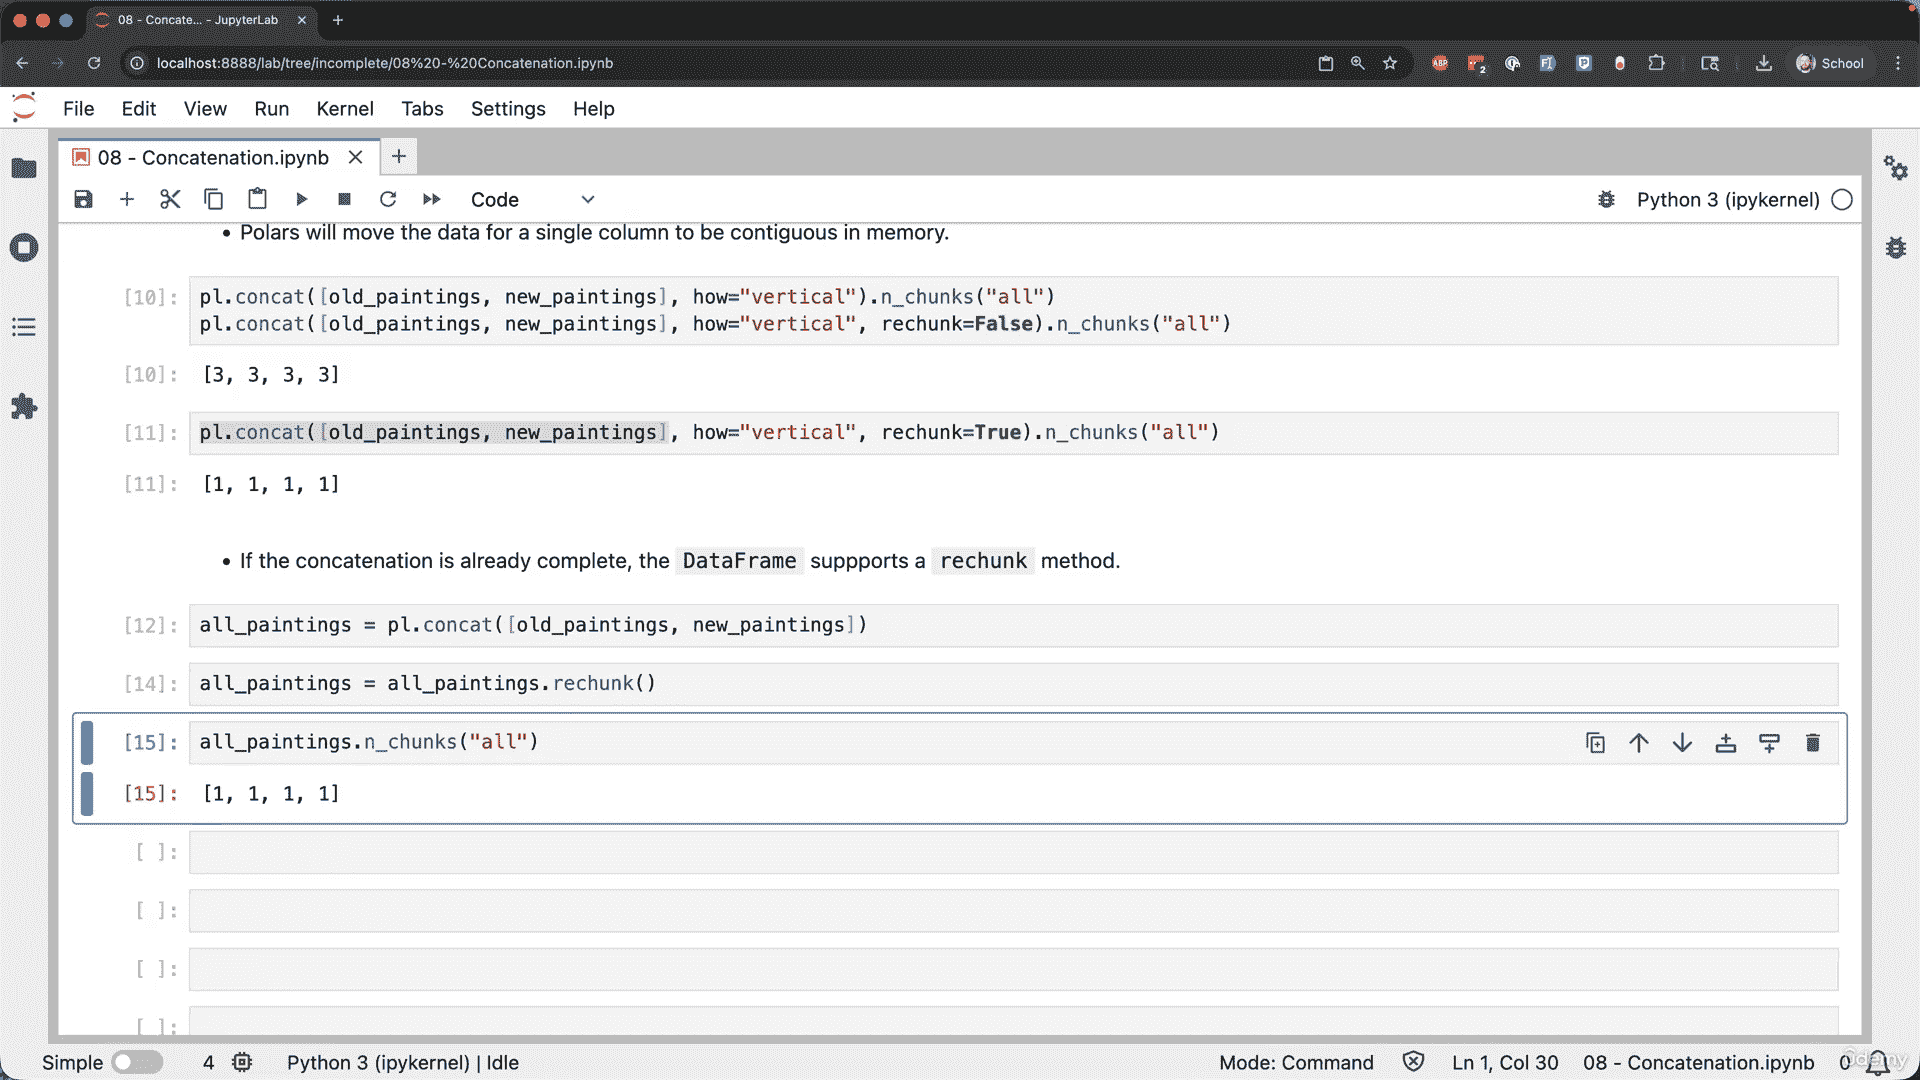 08 - Concate... - JupyterLab
localhost:8888/lab/tree/incomplete/08%20-%20Concatenation.ipynb
ABP
2
School
File Edit View Run Kernel Tabs Settings Help
08 - Concatenation.ipynb
Code
Python 3 (ipykernel)
• Polars will move the data for a single column to be contiguous in memory.
[10]: pl.concat([old_paintings, new_paintings], how="vertical").n_chunks("all")
pl.concat([old_paintings, new_paintings], how="vertical", rechunk=False).n_chunks("all")
[10]: [3, 3, 3, 3]
[11]: pl.concat([old_paintings, new_paintings], how="vertical", rechunk=True).n_chunks("all")
[11]: [1, 1, 1, 1]
• If the concatenation is already complete, the DataFrame suppports a rechunk method.
[12]: all_paintings = pl.concat([old_paintings, new_paintings])
[14]: all_paintings = all_paintings.rechunk()
[15]: all_paintings.n_chunks("all")
[15]: [1, 1, 1, 1]
[ ]:
[ ]:
[ ]:
[ ]:
Simple 4 Python 3 (ipykernel) | Idle Mode: Command Ln 1, Col 30 08 - Concatenation.ipynb 0
Udemy